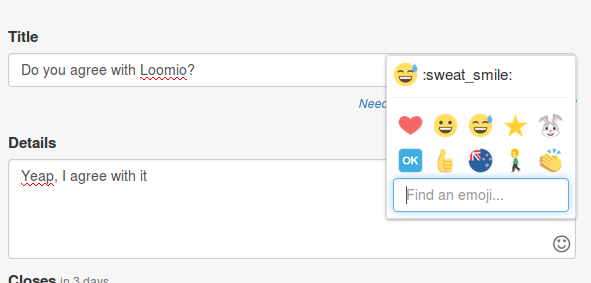 Title
Do you agree with Loomio?
:sweat_smile:
Need
OK
Details
Yeap, I agree with it
Find an emoji...
Closes in 3 days